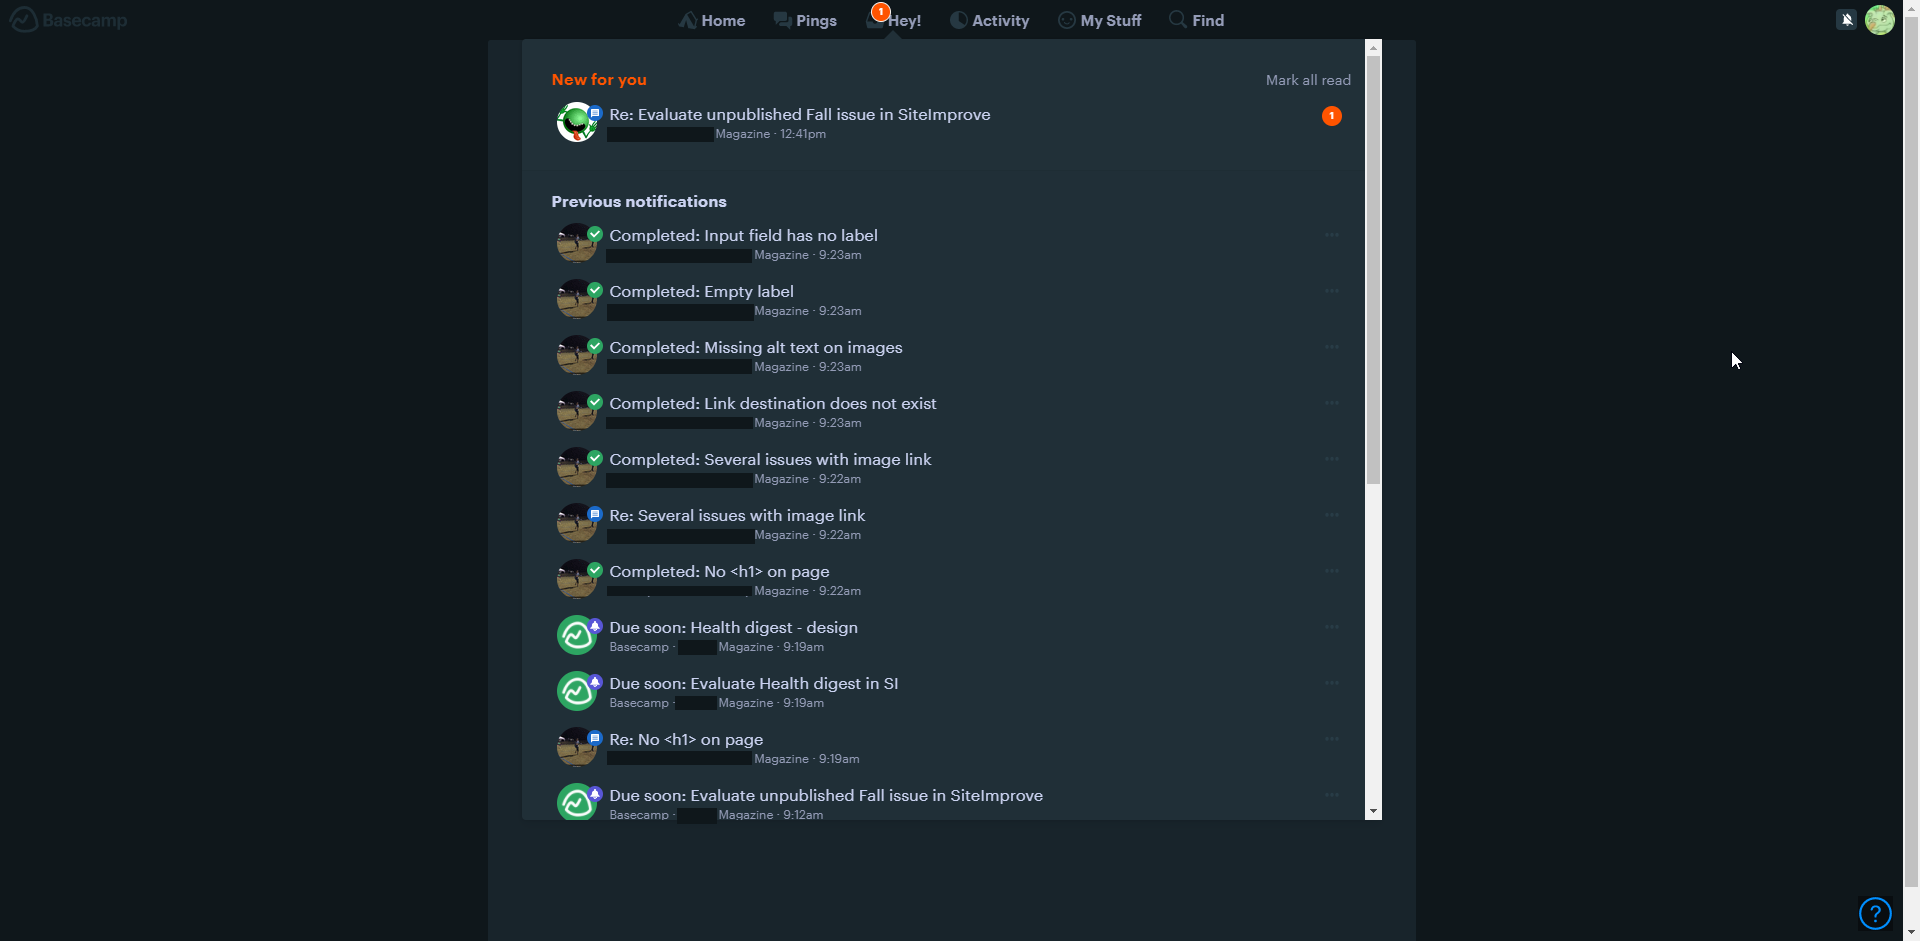 Basecamp
Home
Pings
1
Hey!
Activity
My Stuff
Find
New for you
Mark all read
Re: Evaluate unpublished Fall issue in SiteImprove
1
Magazine · 12:41pm
Previous notifications
Completed: Input field has no label
Magazine · 9:23am
Completed: Empty label
Magazine · 9:23am
Completed: Missing alt text on images
Magazine · 9:23am
Completed: Link destination does not exist
Magazine · 9:23am
Completed: Several issues with image link
Magazine · 9:22am
Re: Several issues with image link
Magazine · 9:22am
Completed: No <h1> on page
Magazine · 9:22am
Due soon: Health digest - design
Basecamp · Magazine · 9:19am
Due soon: Evaluate Health digest in SI
Basecamp · Magazine · 9:19am
Re: No <h1> on page
Magazine · 9:19am
Due soon: Evaluate unpublished Fall issue in SiteImprove
Basecamp · Magazine · 9:12am
?